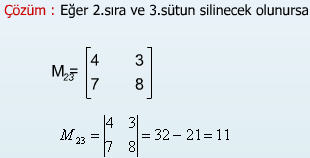 Çözüm : Eğer 2.sıra ve 3.sütun silinecek olunursa
M₂₃= [4 3
7 8]
M₂₃ = |4 3
7 8| = 32 − 21 = 11